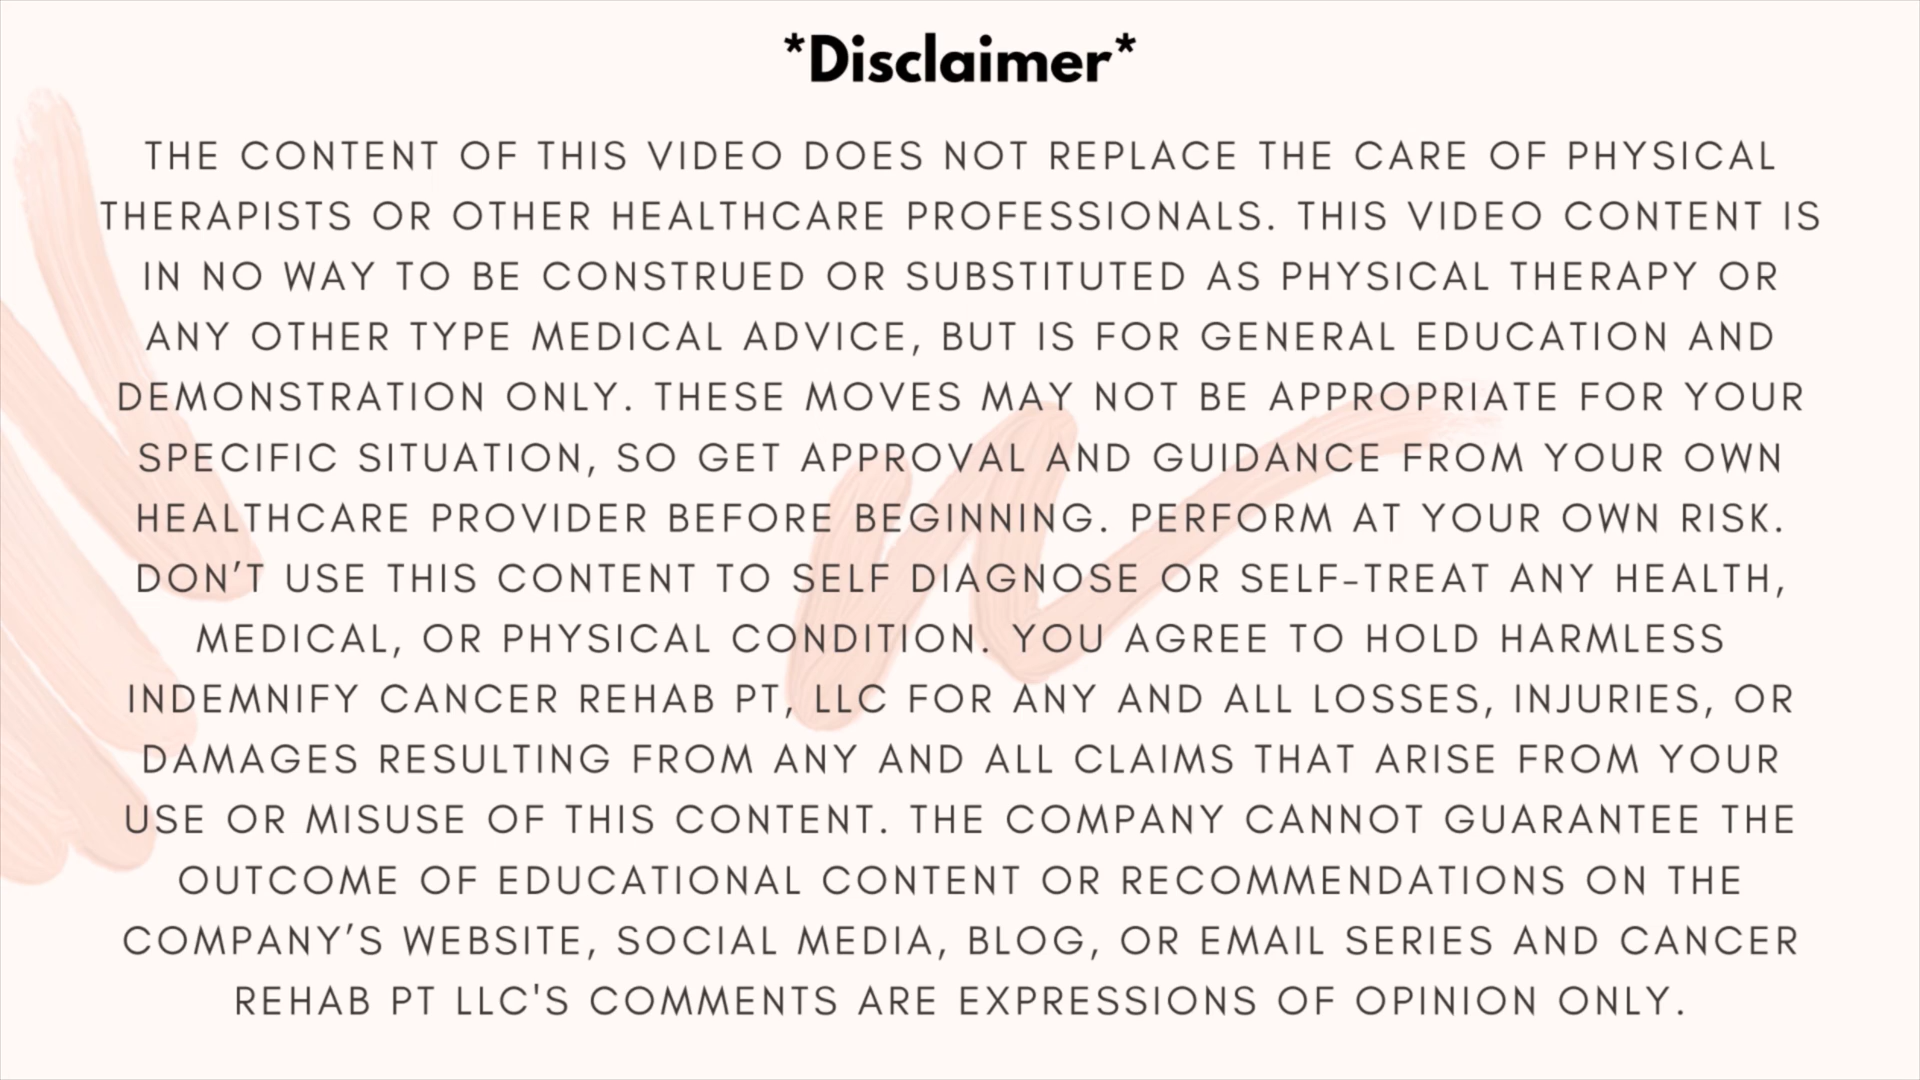 *Disclaimer*
THE CONTENT OF THIS VIDEO DOES NOT REPLACE THE CARE OF PHYSICAL
THERAPISTS OR OTHER HEALTHCARE PROFESSIONALS. THIS VIDEO CONTENT IS
IN NO WAY TO BE CONSTRUED OR SUBSTITUTED AS PHYSICAL THERAPY OR
ANY OTHER TYPE MEDICAL ADVICE, BUT IS FOR GENERAL EDUCATION AND
DEMONSTRATION ONLY. THESE MOVES MAY NOT BE APPROPRIATE FOR YOUR
SPECIFIC SITUATION, SO GET APPROVAL AND GUIDANCE FROM YOUR OWN
HEALTHCARE PROVIDER BEFORE BEGINNING. PERFORM AT YOUR OWN RISK.
DON’T USE THIS CONTENT TO SELF DIAGNOSE OR SELF-TREAT ANY HEALTH,
MEDICAL, OR PHYSICAL CONDITION. YOU AGREE TO HOLD HARMLESS
INDEMNIFY CANCER REHAB PT, LLC FOR ANY AND ALL LOSSES, INJURIES, OR
DAMAGES RESULTING FROM ANY AND ALL CLAIMS THAT ARISE FROM YOUR
USE OR MISUSE OF THIS CONTENT. THE COMPANY CANNOT GUARANTEE THE
OUTCOME OF EDUCATIONAL CONTENT OR RECOMMENDATIONS ON THE
COMPANY’S WEBSITE, SOCIAL MEDIA, BLOG, OR EMAIL SERIES AND CANCER
REHAB PT LLC'S COMMENTS ARE EXPRESSIONS OF OPINION ONLY.